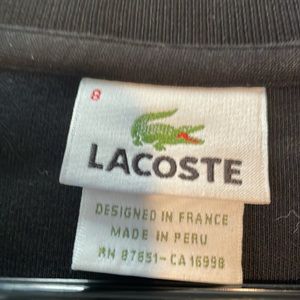 8
LACOSTE
DESIGNED IN FRANCE
MADE IN PERU
RN 87651-CA 16998